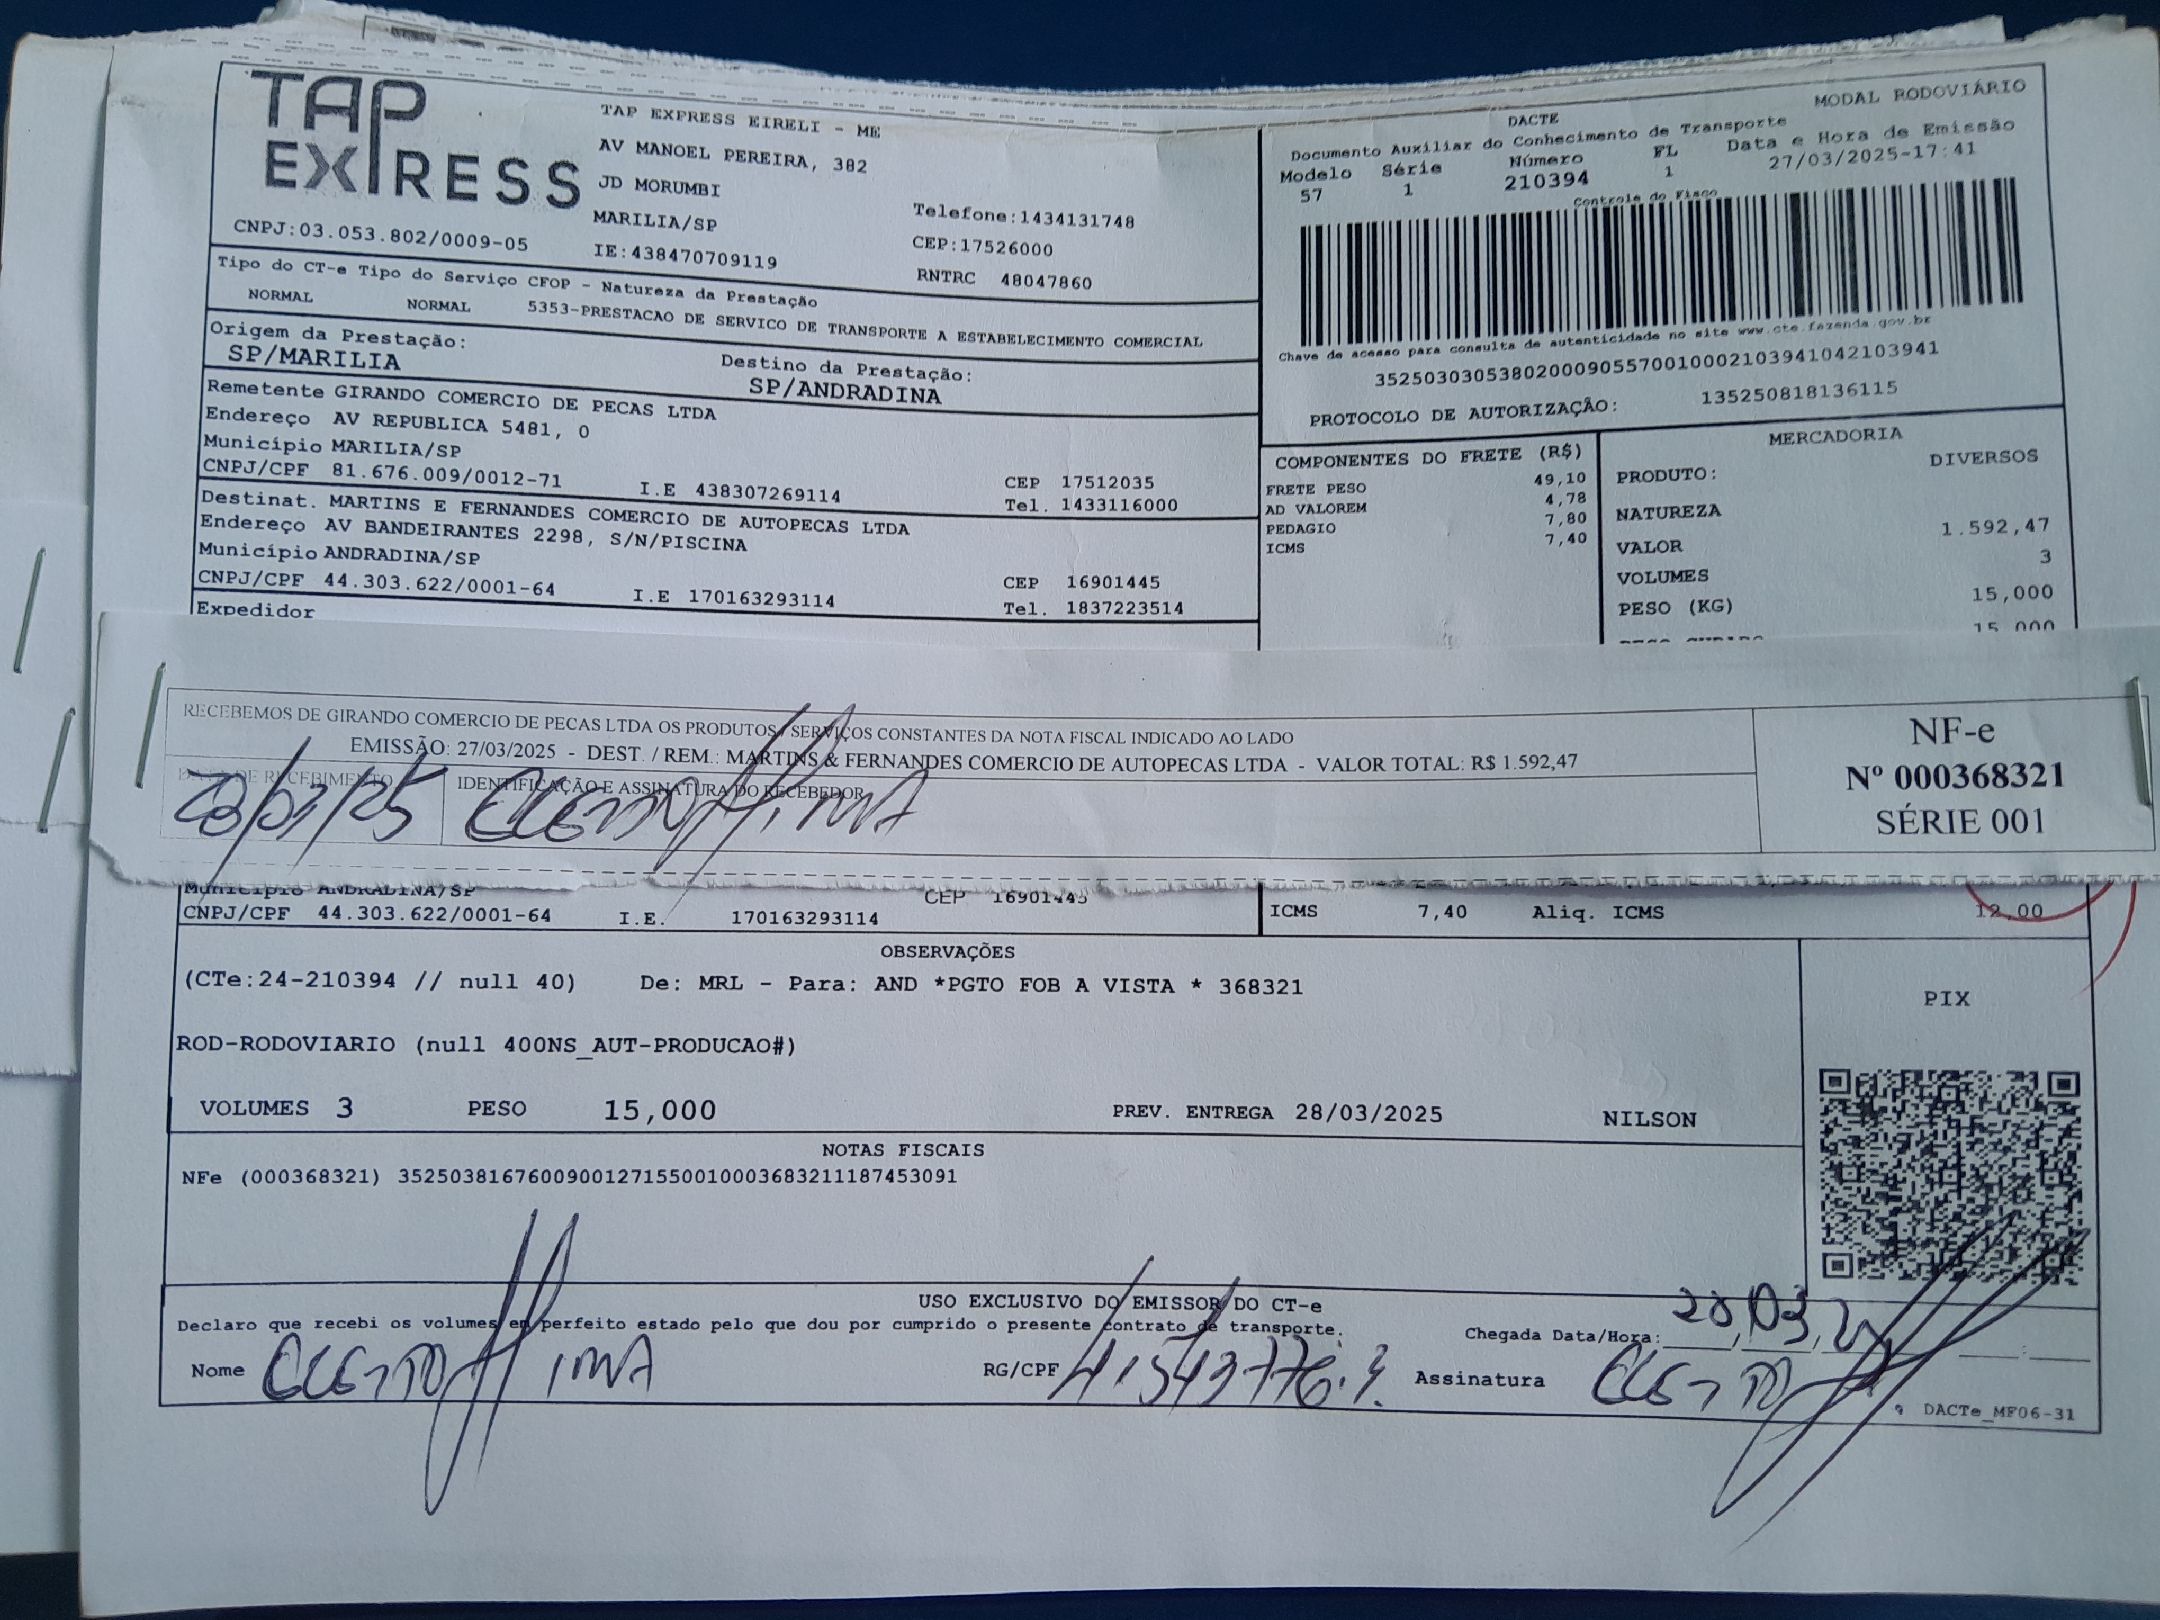 TAP
EXPRESS
TAP EXPRESS EIRELI - ME
AV MANOEL PEREIRA, 382
JD MORUMBI
MARILIA/SP
Telefone:1434131748
CNPJ:03.053.802/0009-05
IE:438470709119
CEP:17526000
RNTRC 48047860
MODAL RODOVIÁRIO
DACTE
Documento Auxiliar do Conhecimento de Transporte
Modelo Série Número FL Data e Hora de Emissão
57 1 210394 1 27/03/2025-17:41
Controle do Fisco
Chave de acesso para consulta de autenticidade no site www.cte.fazenda.gov.br
35250303053802000905570010002103941042103941
PROTOCOLO DE AUTORIZAÇÃO: 135250818136115
Tipo do CT-e Tipo do Serviço CFOP - Natureza da Prestação
NORMAL NORMAL 5353-PRESTACAO DE SERVICO DE TRANSPORTE A ESTABELECIMENTO COMERCIAL
Origem da Prestação: Destino da Prestação:
SP/MARILIA SP/ANDRADINA
Remetente GIRANDO COMERCIO DE PECAS LTDA
Endereço AV REPUBLICA 5481, 0
Município MARILIA/SP CEP 17512035
CNPJ/CPF 81.676.009/0012-71 I.E 438307269114 Tel. 1433116000
Destinat. MARTINS E FERNANDES COMERCIO DE AUTOPECAS LTDA
Endereço AV BANDEIRANTES 2298, S/N/PISCINA
Município ANDRADINA/SP CEP 16901445
CNPJ/CPF 44.303.622/0001-64 I.E 170163293114 Tel. 1837223514
Expedidor
COMPONENTES DO FRETE (R$)
FRETE PESO 49,10
AD VALOREM 4,78
PEDAGIO 7,80
ICMS 7,40
MERCADORIA
PRODUTO: DIVERSOS
NATUREZA
VALOR 1.592,47
VOLUMES 3
PESO (KG) 15,000
15,000
RECEBEMOS DE GIRANDO COMERCIO DE PECAS LTDA OS PRODUTOS / SERVIÇOS CONSTANTES DA NOTA FISCAL INDICADO AO LADO
EMISSÃO: 27/03/2025 - DEST. / REM.: MARTINS & FERNANDES COMERCIO DE AUTOPECAS LTDA - VALOR TOTAL: R$ 1.592,47
DATA DE RECEBIMENTO IDENTIFICAÇÃO E ASSINATURA DO RECEBEDOR
28/03/25
NF-e
Nº 000368321
SÉRIE 001
Município ANDRADINA/SP CEP 16901445
CNPJ/CPF 44.303.622/0001-64 I.E. 170163293114
ICMS 7,40 Aliq. ICMS 12,00
OBSERVAÇÕES
(CTe:24-210394 // null 40) De: MRL - Para: AND *PGTO FOB A VISTA * 368321
ROD-RODOVIARIO (null 400NS_AUT-PRODUCAO#)
VOLUMES 3 PESO 15,000 PREV. ENTREGA 28/03/2025 NILSON
PIX
NOTAS FISCAIS
NFe (000368321) 35250381676009001271550010003683211187453091
USO EXCLUSIVO DO EMISSOR DO CT-e
Declaro que recebi os volumes em perfeito estado pelo que dou por cumprido o presente contrato de transporte.
Chegada Data/Hora:
Nome RG/CPF Assinatura
DACTe_MF06-31